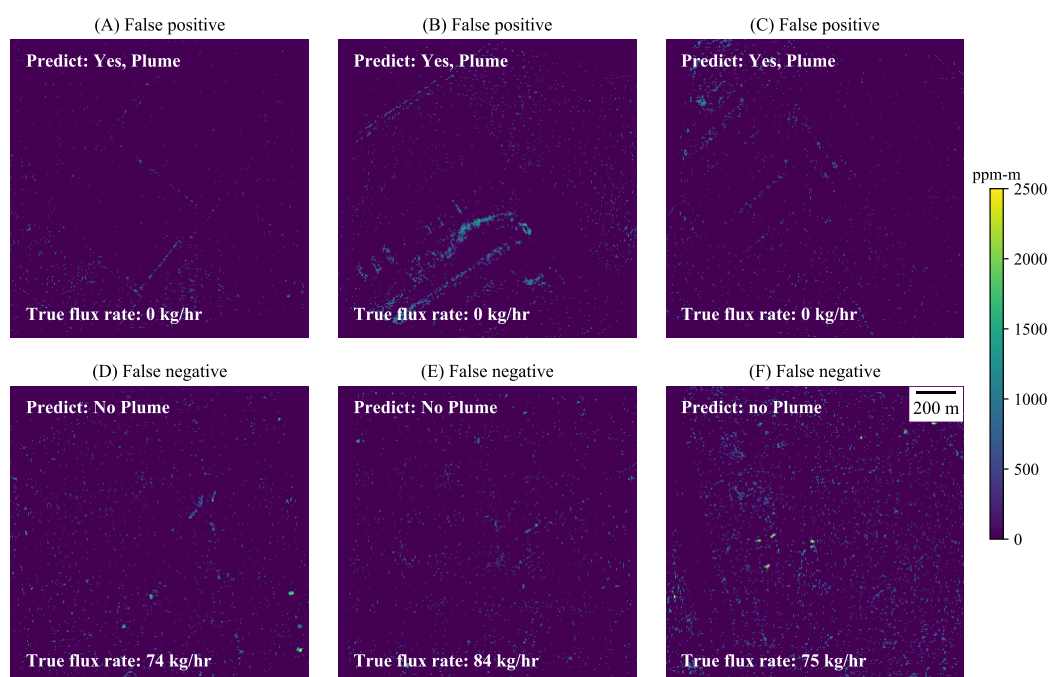 (A) False positive
(B) False positive
(C) False positive
Predict: Yes, Plume
Predict: Yes, Plume
Predict: Yes, Plume
True flux rate: 0 kg/hr
True flux rate: 0 kg/hr
True flux rate: 0 kg/hr
ppm-m
2500
2000
1500
1000
500
0
(D) False negative
(E) False negative
(F) False negative
Predict: No Plume
Predict: No Plume
Predict: no Plume
200 m
True flux rate: 74 kg/hr
True flux rate: 84 kg/hr
True flux rate: 75 kg/hr